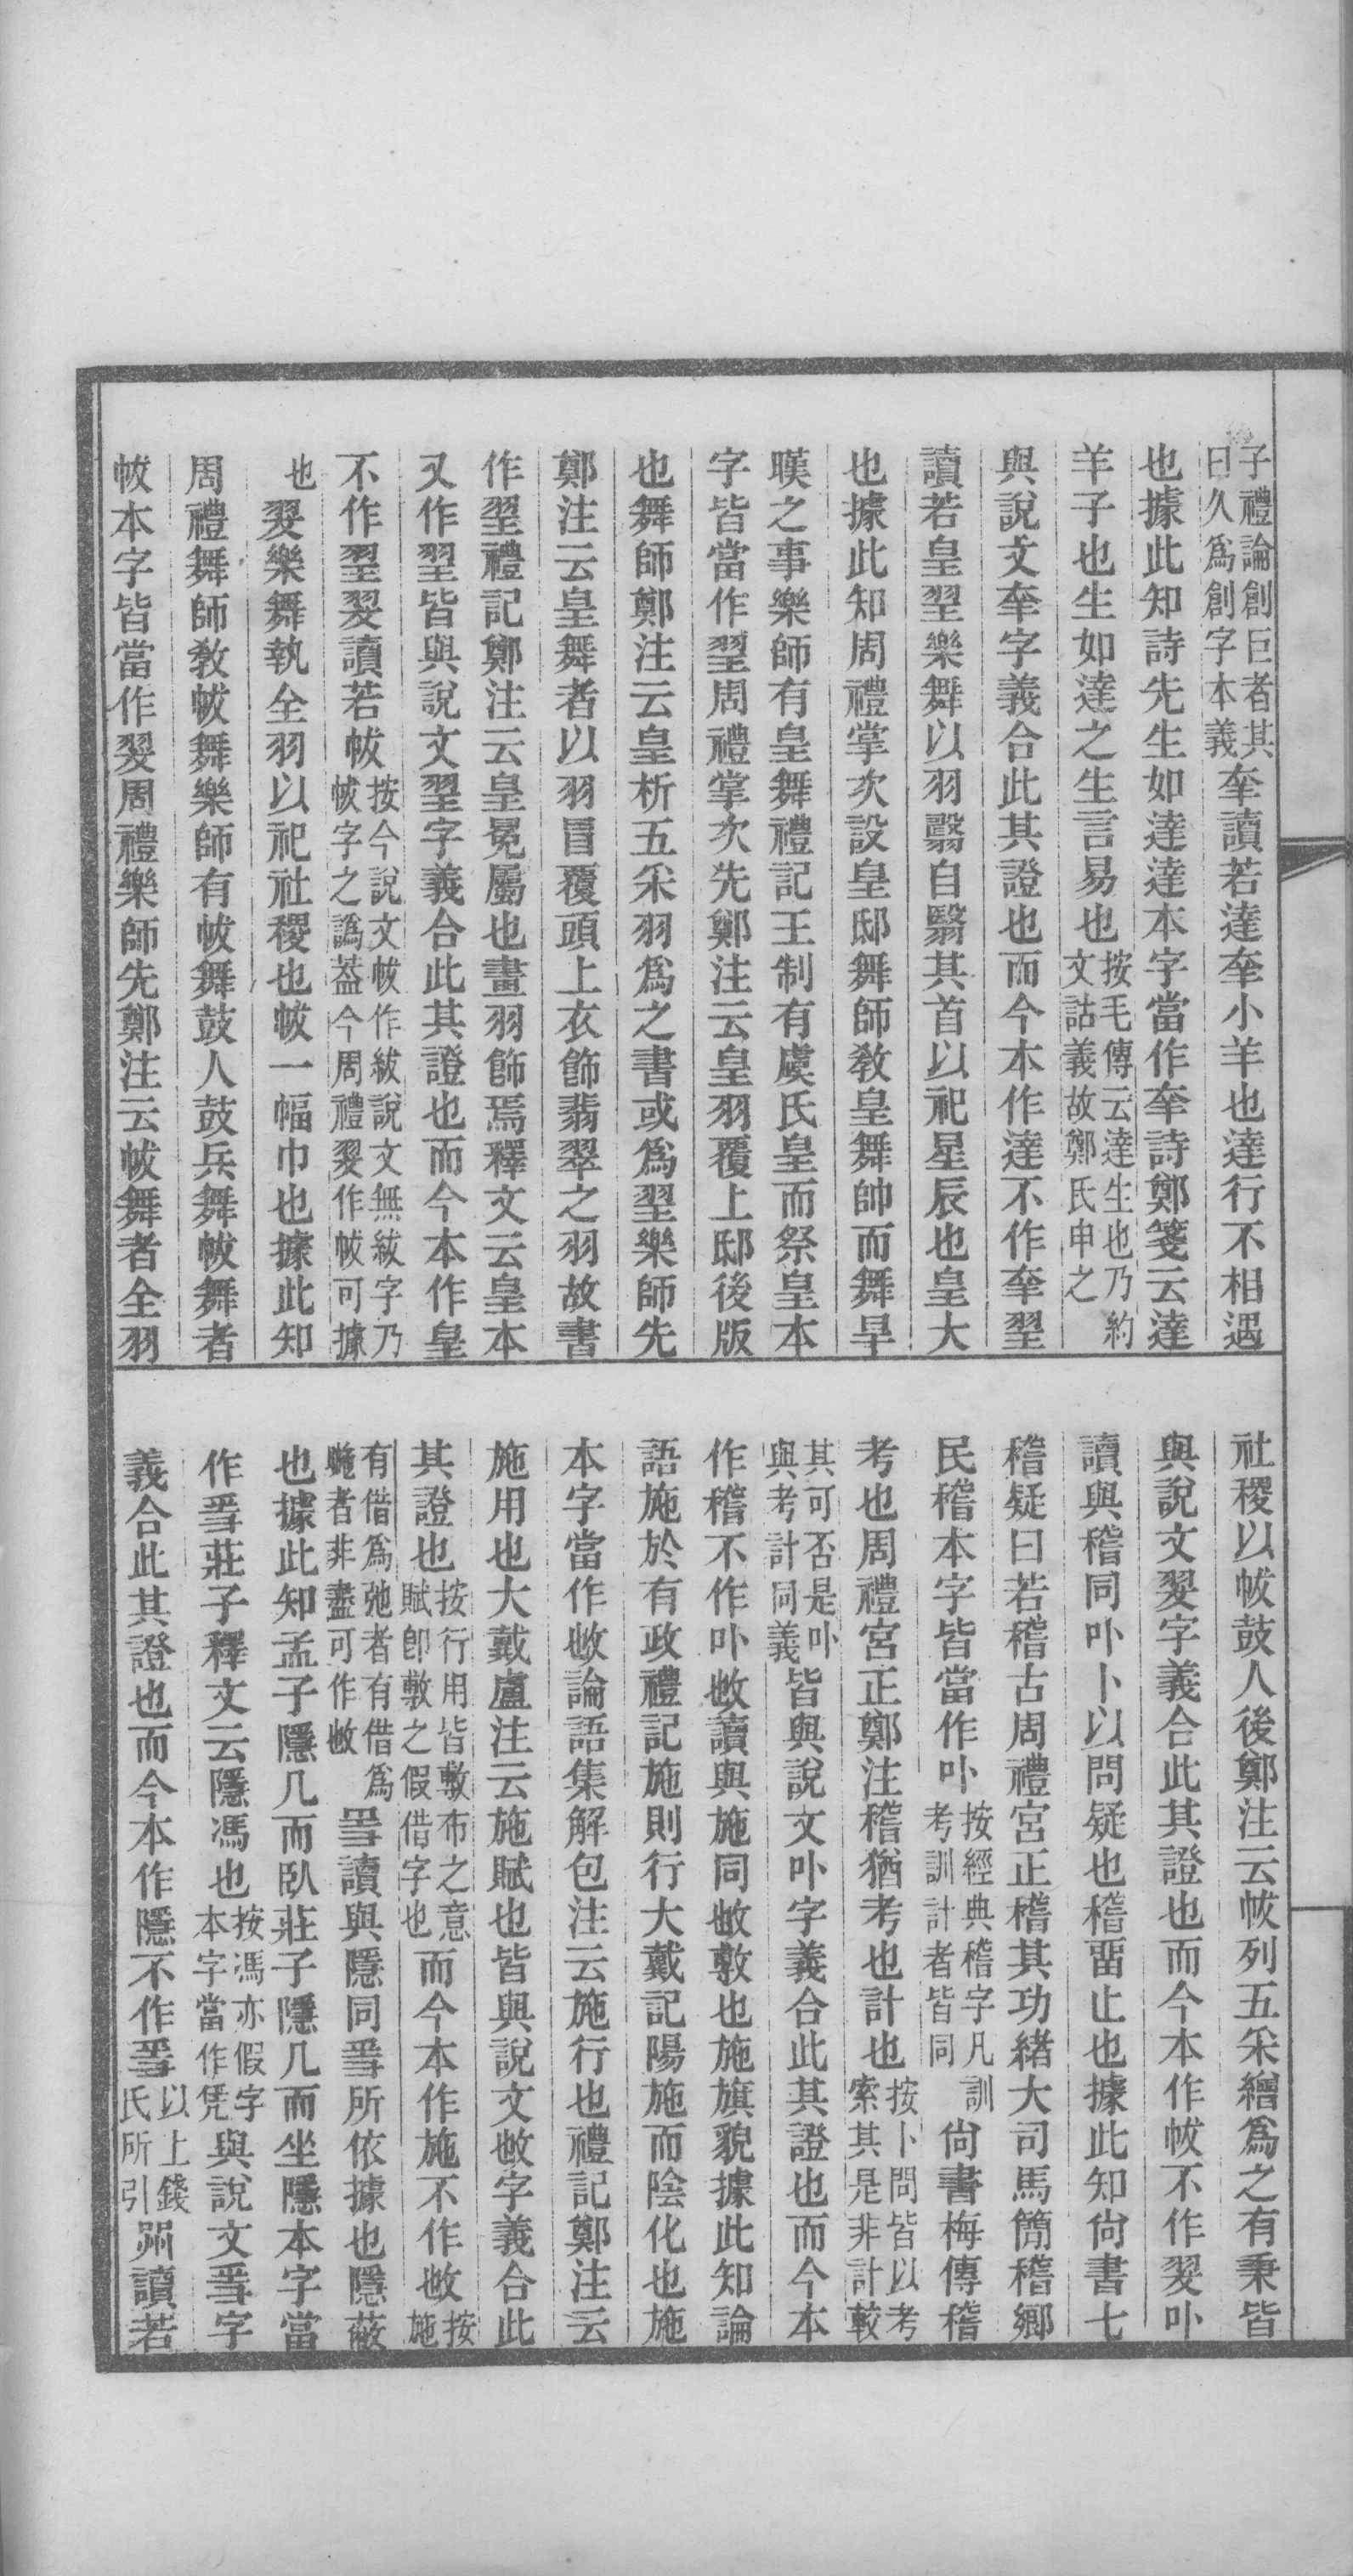 子禮論創巨者其
曰久爲創字本義
羍讀若達羍小羊也達行不相遇
也據此知詩先生如達達本字當作羍詩鄭箋云達
羊子也生如達之生言易也
按毛傳云達生也乃約
文詁義故鄭氏申之
與說文羍字義合此其證也而今本作達不作羍翌
讀若皇翌樂舞以羽翳自翳其首以祀星辰也皇大
也據此知周禮掌次設皇邸舞師敎皇舞帥而舞旱
暵之事樂師有皇舞禮記王制有虞氏皇而祭皇本
字皆當作翌周禮掌次先鄭注云皇羽覆上邸後版
也舞師鄭注云皇析五采羽爲之書或爲翌樂師先
鄭注云皇舞者以羽冒覆頭上衣飾翡翠之羽故書
作翌禮記鄭注云皇冕屬也畫羽飾焉釋文云皇本
又作翌皆與說文翌字義合此其證也而今本作皇
不作翌翇讀若帗
按今說文帗作紱說文無紱字乃
帗字之譌葢今周禮翇作帗可據
也
翇樂舞執全羽以祀社稷也帗一幅巾也據此知
周禮舞師敎帗舞樂師有帗舞鼓人鼓兵舞帗舞者
帗本字皆當作翇周禮樂師先鄭注云帗舞者全羽
社稷以帗鼓人後鄭注云帗列五采繒爲之有秉皆
與說文翇字義合此其證也而今本作帗不作翇卟
讀與稽同卟卜以問疑也稽畱止也據此知尙書七
稽疑曰若稽古周禮宮正稽其功緒大司馬簡稽鄉
民稽本字皆當作卟
按經典稽字凡訓
考訓計者皆同
尙書梅傳稽
考也周禮宮正鄭注稽猶考也計也
按卜問皆以考
索其是非計較
其可否是卟
與考計同義
皆與說文卟字義合此其證也而今本
作稽不作卟㪃讀與施同㪃敷也施旗貌據此知論
語施於有政禮記施則行大戴記陽施而陰化也施
本字當作㪃論語集解包注云施行也禮記鄭注云
施用也大戴盧注云施賦也皆與說文㪃字義合此
其證也
按行用皆敷布之意
賦卽敷之假借字也
而今本作施不作㪃
按
施
有借爲弛者有借爲
暆者非盡可作㪃
𤔌讀與隱同𤔌所依據也隱蔽
也據此知孟子隱几而臥莊子隱几而坐隱本字當
作𤔌莊子釋文云隱馮也
按馮亦假字
本字當作凭
與說文𤔌字
義合此其證也而今本作隱不作𤔌
以上錢
氏所引
𠛱讀若